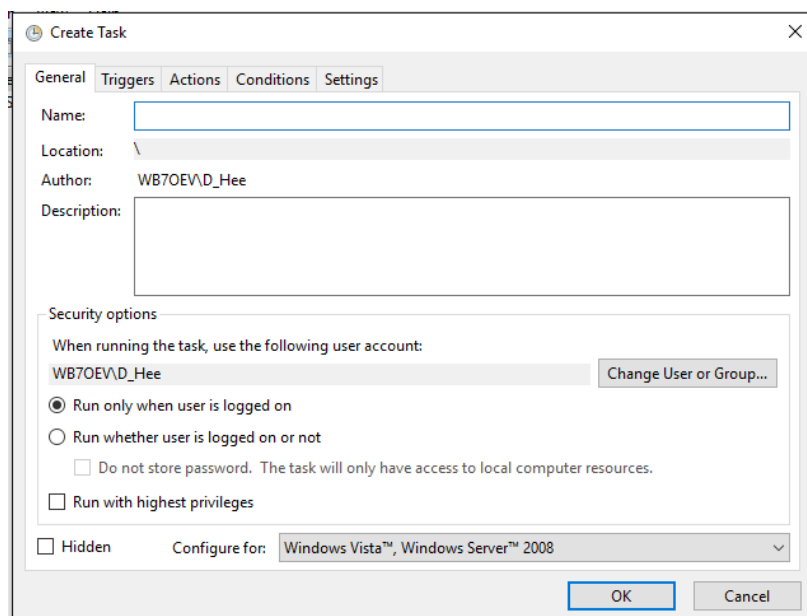 Create Task
General Triggers Actions Conditions Settings
Name:
Location: \
Author: WB7OEV\D_Hee
Description:
Security options
When running the task, use the following user account:
WB7OEV\D_Hee Change User or Group...
Run only when user is logged on
Run whether user is logged on or not
Do not store password. The task will only have access to local computer resources.
Run with highest privileges
Hidden Configure for: Windows Vista™, Windows Server™ 2008
OK Cancel